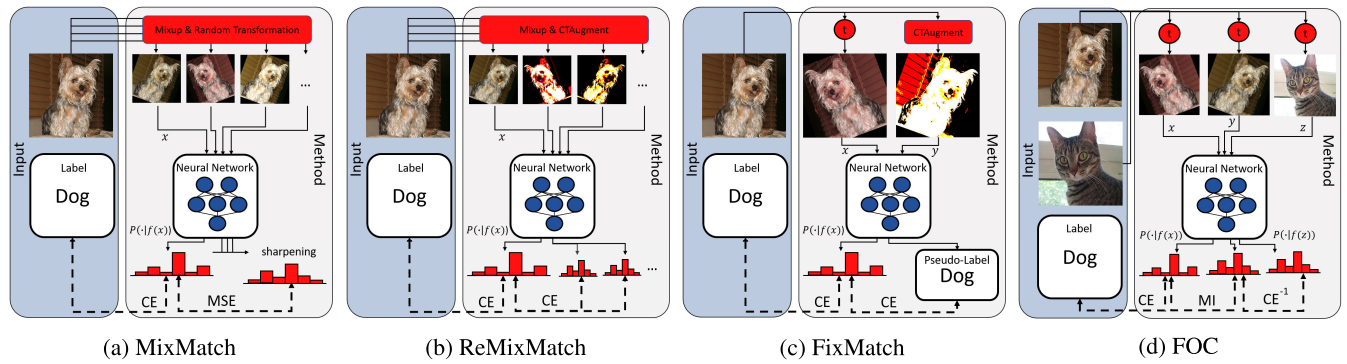 Input
Method
Mixup & Random Transformation
...
x
Label
Dog
Neural Network
P(·|f(x))
sharpening
CE
MSE
(a) MixMatch
Input
Method
Mixup & CTAugment
...
x
Label
Dog
Neural Network
P(·|f(x))
...
CE
CE
(b) ReMixMatch
Input
Method
t
CTAugment
x
y
Label
Dog
Neural Network
P(·|f(x))
Pseudo-Label
Dog
CE
CE
(c) FixMatch
Input
Method
t
t
t
x
y
z
Label
Dog
Neural Network
P(·|f(x))
P(·|f(z))
CE
MI
CE⁻¹
(d) FOC